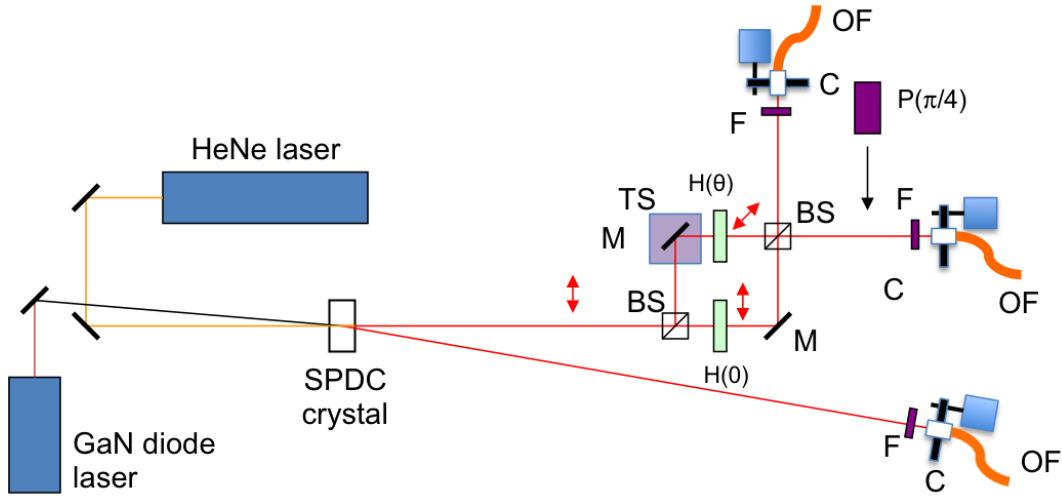 OF
C
P(π/4)
F
HeNe laser
H(θ)
TS
BS
F
M
C
BS
OF
M
H(0)
SPDC
crystal
GaN diode
laser
F
C
OF